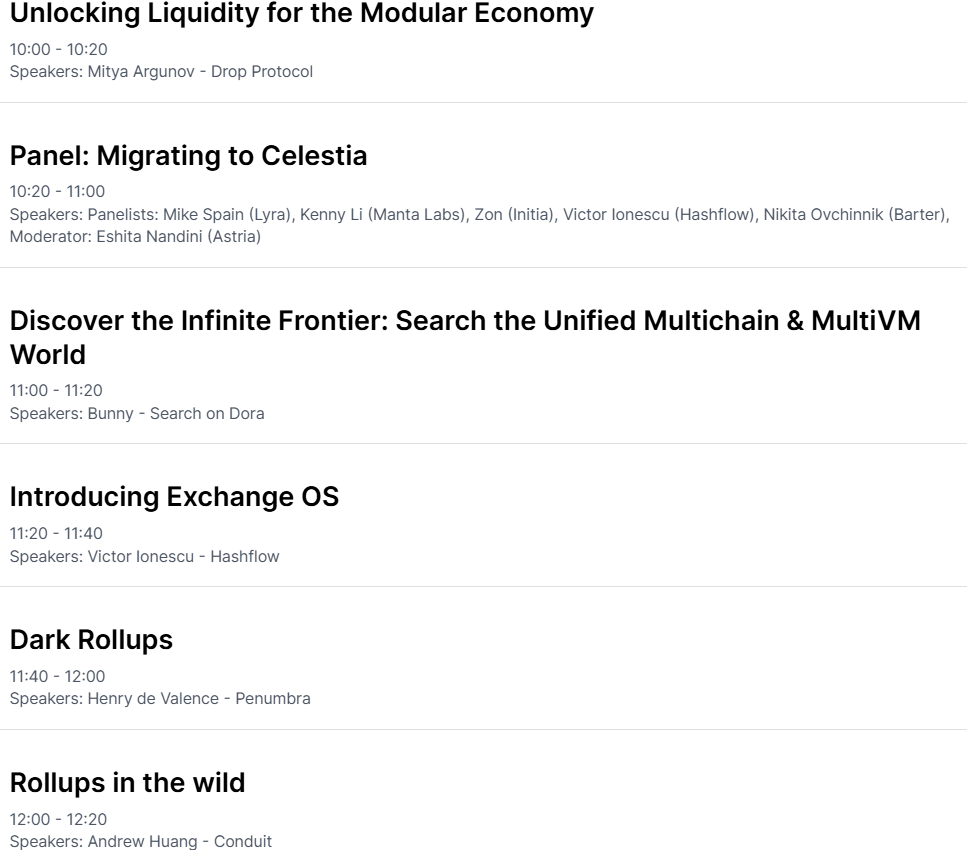 Unlocking Liquidity for the Modular Economy
10:00 - 10:20
Speakers: Mitya Argunov - Drop Protocol
Panel: Migrating to Celestia
10:20 - 11:00
Speakers: Panelists: Mike Spain (Lyra), Kenny Li (Manta Labs), Zon (Initia), Victor Ionescu (Hashflow), Nikita Ovchinnik (Barter),
Moderator: Eshita Nandini (Astria)
Discover the Infinite Frontier: Search the Unified Multichain & MultiVM
World
11:00 - 11:20
Speakers: Bunny - Search on Dora
Introducing Exchange OS
11:20 - 11:40
Speakers: Victor Ionescu - Hashflow
Dark Rollups
11:40 - 12:00
Speakers: Henry de Valence - Penumbra
Rollups in the wild
12:00 - 12:20
Speakers: Andrew Huang - Conduit